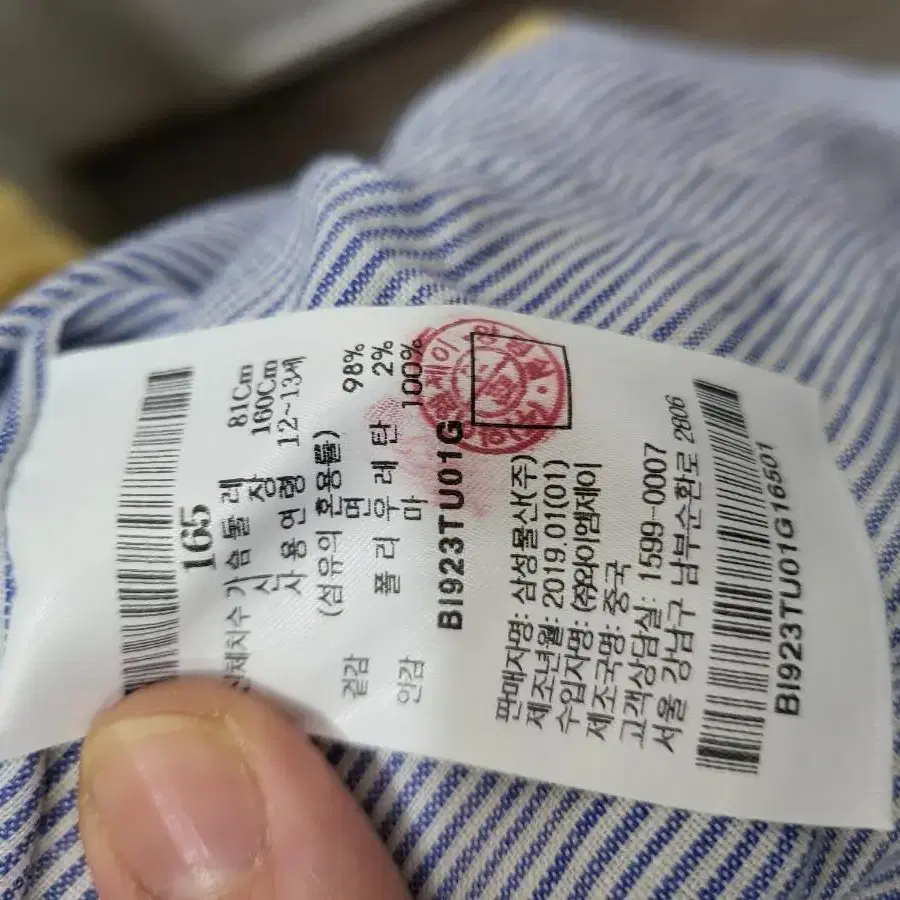 165
신체치수 가슴둘레 81Cm
신장 160Cm
사용연령 12~13세
(섬유의 혼용률)
겉감 면 98%
폴리우레탄 2%
안감 마 100%
BI923TU01G
판매자명: 삼성물산(주)
제조년월: 2019.01(01)
수입자명: (주)와이엠제이
제조국명: 중국
고객상담실: 1599-0007
서울 강남구 남부순환로 2806
BI923TU01G16501